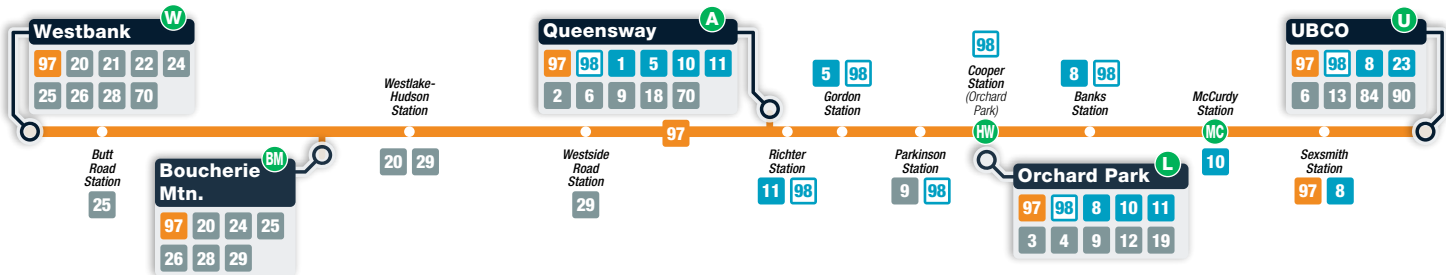 Westbank W
97 20 21 22 24
25 26 28 70
Butt
Road
Station
25
Boucherie
Mtn. BM
97 20 24 25
26 28 29
Westlake-
Hudson
Station
20 29
Queensway A
97 98 1 5 10 11
2 6 9 18 70
Westside
Road
Station
29
97
Richter
Station
11 98
5 98
Gordon
Station
Parkinson
Station
9 98
98
Cooper
Station
(Orchard
Park)
HW
Orchard Park L
97 98 8 10 11
3 4 9 12 19
8 98
Banks
Station
McCurdy
Station
MC
10
UBCO U
97 98 8 23
6 13 84 90
Sexsmith
Station
97 8